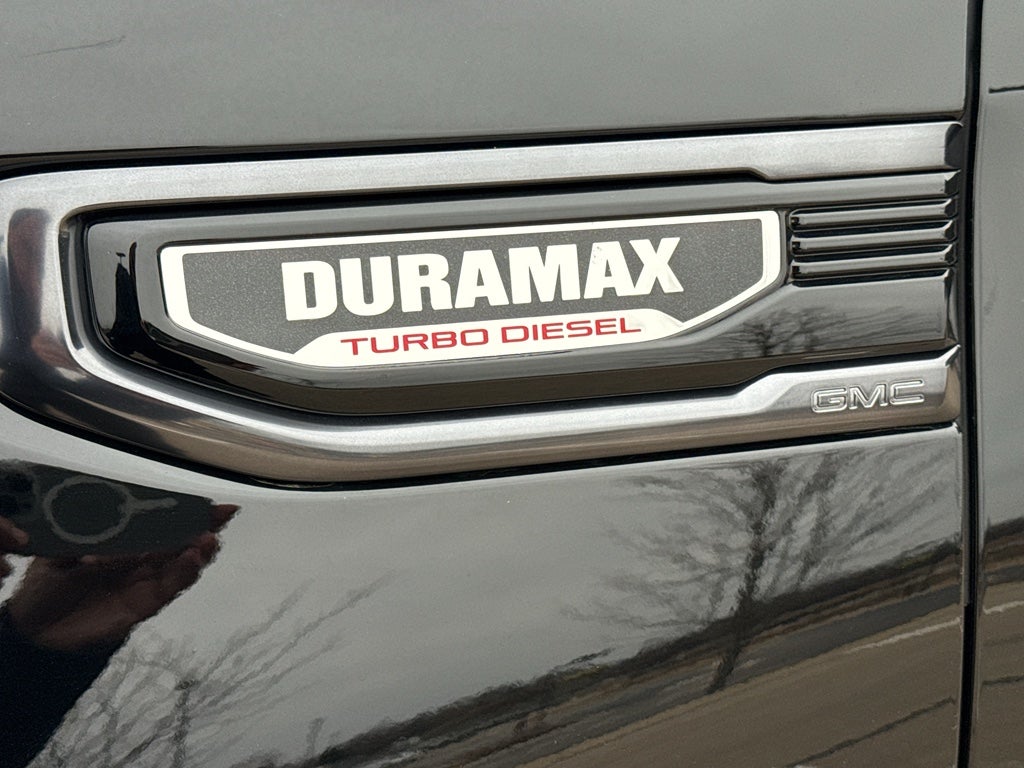 DURAMAX
TURBO DIESEL
GMC